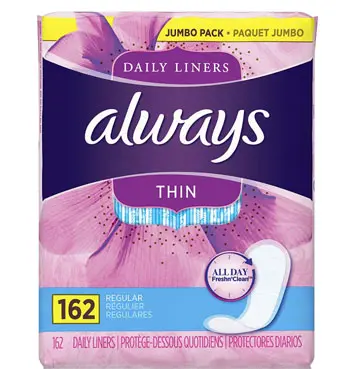 JUMBO PACK • PAQUET JUMBO
DAILY LINERS
always
THIN
ALL DAY
Fresh'n'Clean™
162
REGULAR
RÉGULIER
REGULARES
162 DAILY LINERS | PROTÈGE-DESSOUS QUOTIDIENS | PROTECTORES DIARIOS